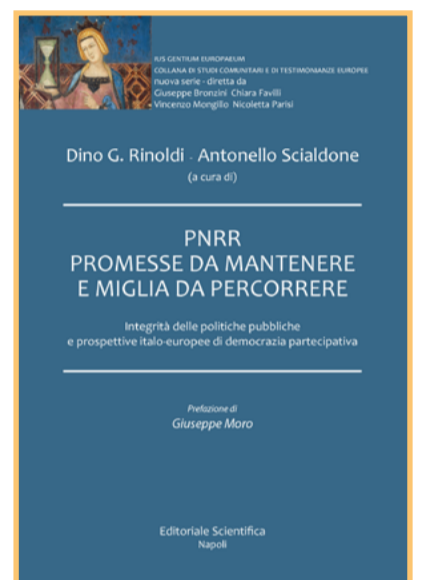 IUS GENTIUM EUROPAEUM
COLLANA DI STUDI COMUNITARI E DI TESTIMONIANZE EUROPEE
nuova serie - diretta da
Giuseppe Bronzini Chiara Favilli
Vincenzo Mongillo Nicoletta Parisi
Dino G. Rinoldi - Antonello Scialdone
(a cura di)
PNRR
PROMESSE DA MANTENERE
E MIGLIA DA PERCORRERE
Integrità delle politiche pubbliche
e prospettive italo-europee di democrazia partecipativa
Prefazione di
Giuseppe Moro
Editoriale Scientifica
Napoli